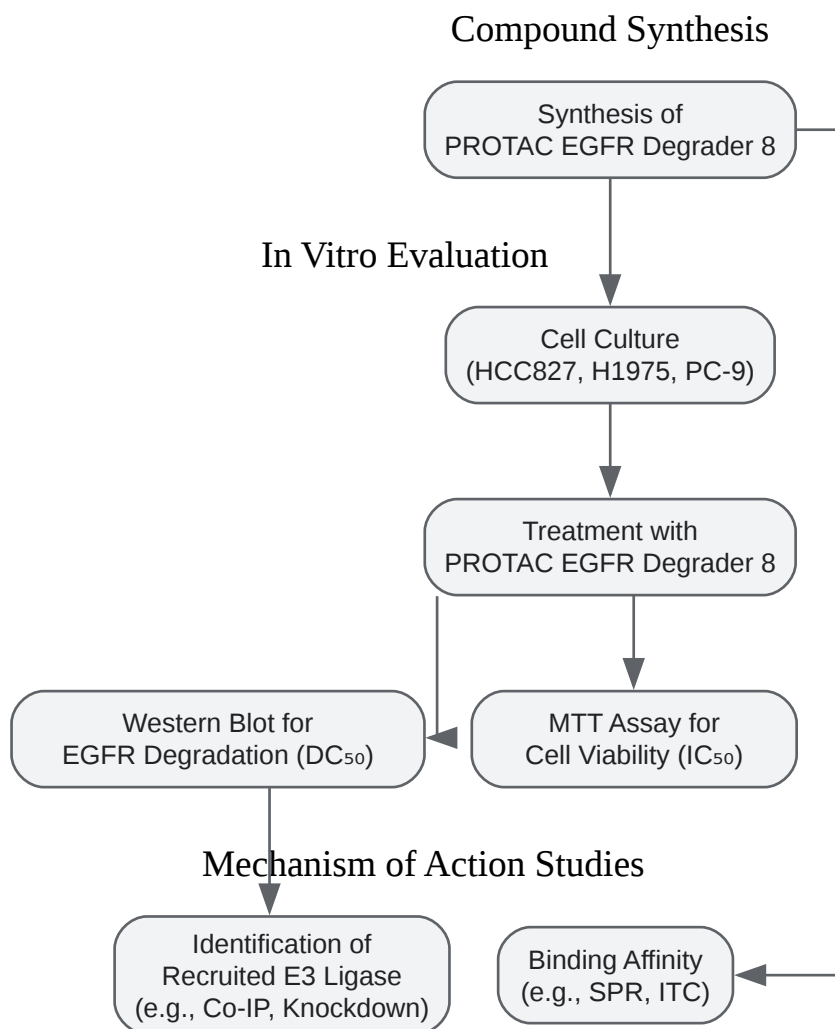 Compound Synthesis
Synthesis of
PROTAC EGFR Degrader 8
In Vitro Evaluation
Cell Culture
(HCC827, H1975, PC-9)
Treatment with
PROTAC EGFR Degrader 8
Western Blot for
EGFR Degradation (DC₅₀)
MTT Assay for
Cell Viability (IC₅₀)
Mechanism of Action Studies
Identification of
Recruited E3 Ligase
(e.g., Co-IP, Knockdown)
Binding Affinity
(e.g., SPR, ITC)